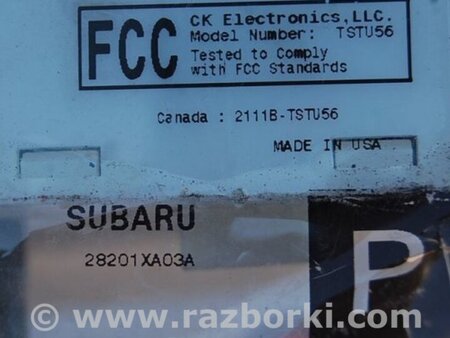 FCC
CK Electronics, LLC.
Model Number: TSTU56
Tested to Comply
with FCC Standards
Canada : 2111B-TSTU56
MADE IN USA
SUBARU
28201XA03A
P
© www.razborki.com